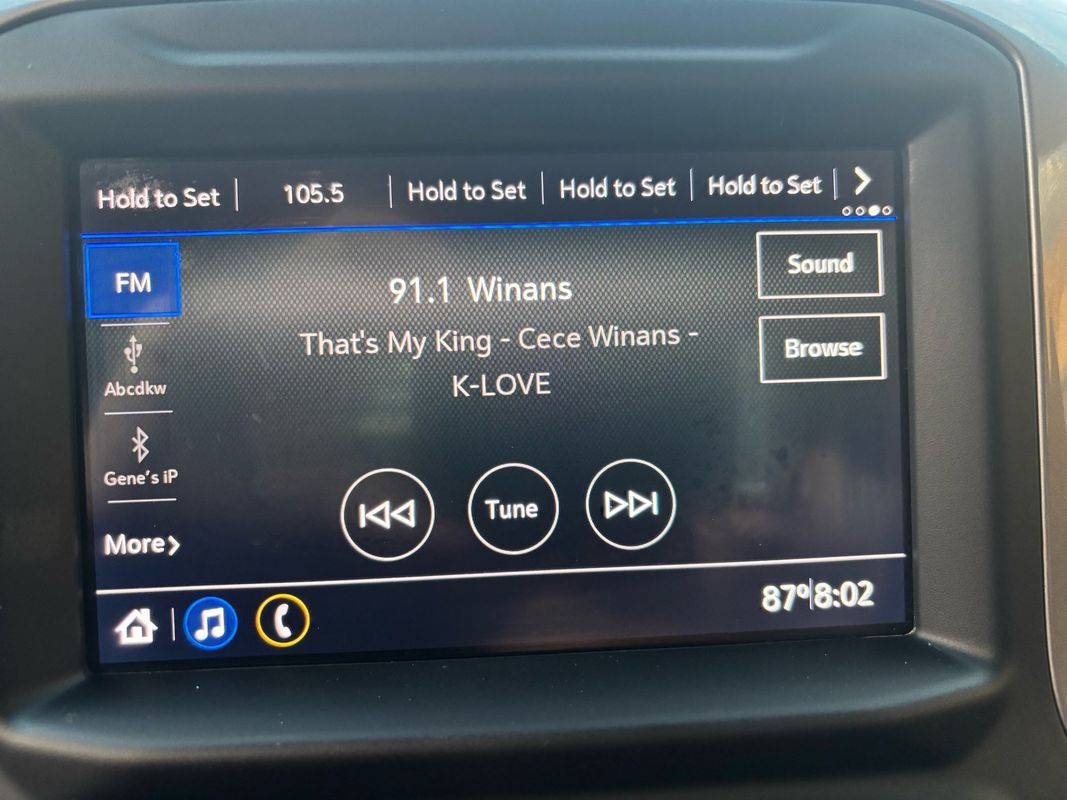 Hold to Set 105.5 Hold to Set Hold to Set Hold to Set
FM
91.1 Winans
Sound
That's My King - Cece Winans -
K-LOVE
Browse
Abcdkw
Gene's iP
Tune
More
87°|8:02